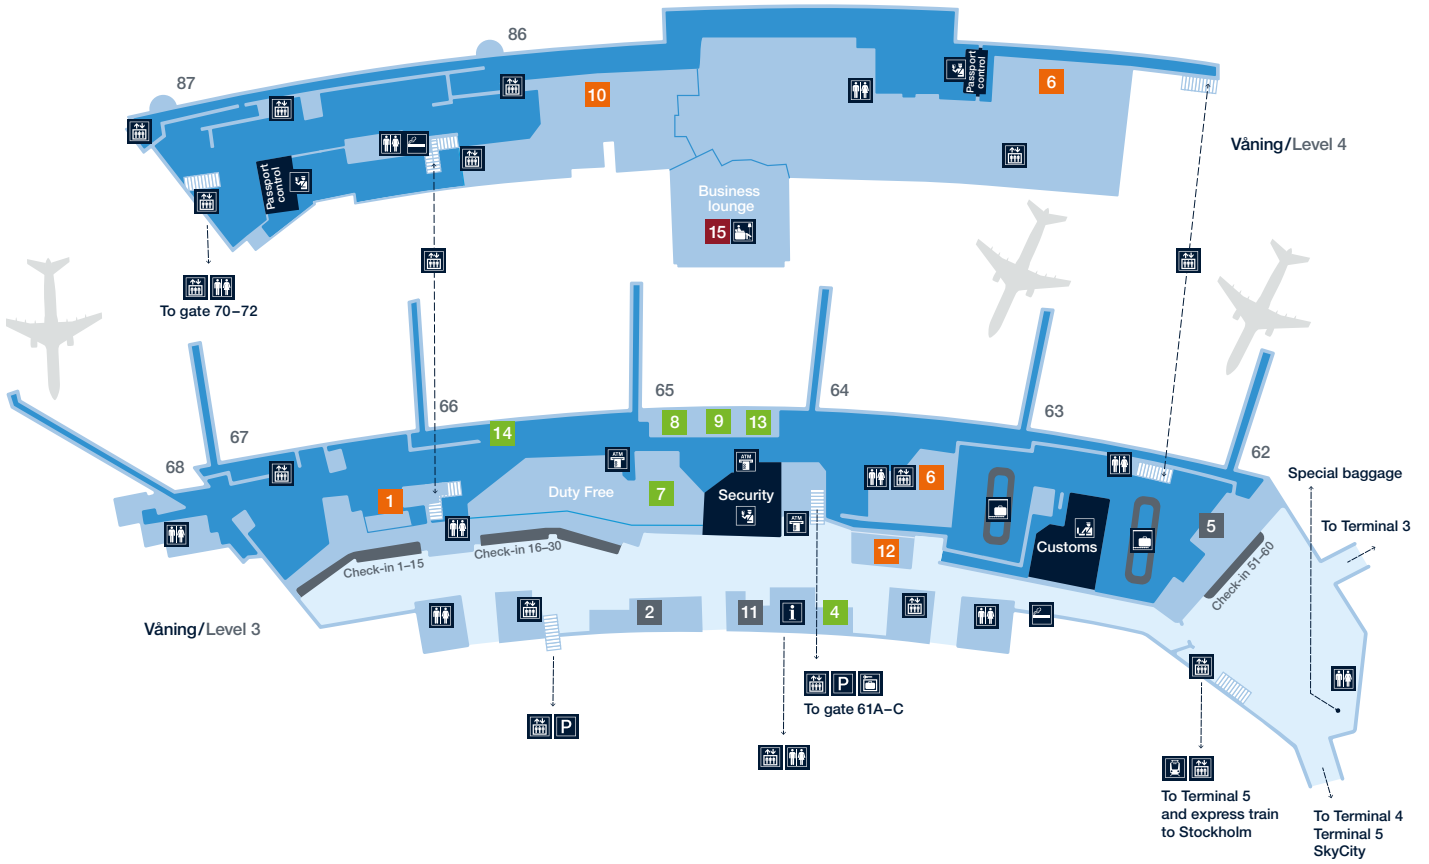 86
87
10
6
Passport
control
Våning/Level 4
Passport
control
Business
lounge
15
To gate 70–72
65
64
63
62
66
67
68
8
9
13
14
ATM
ATM
1
Duty Free
7
Security
6
ATM
5
Special baggage
To Terminal 3
Check-in 1–15
Check-in 16–30
12
Customs
Check-in 51–60
Våning/Level 3
2
11
i
4
P
To gate 61A–C
P
To Terminal 5
and express train
to Stockholm
To Terminal 4
Terminal 5
SkyCity